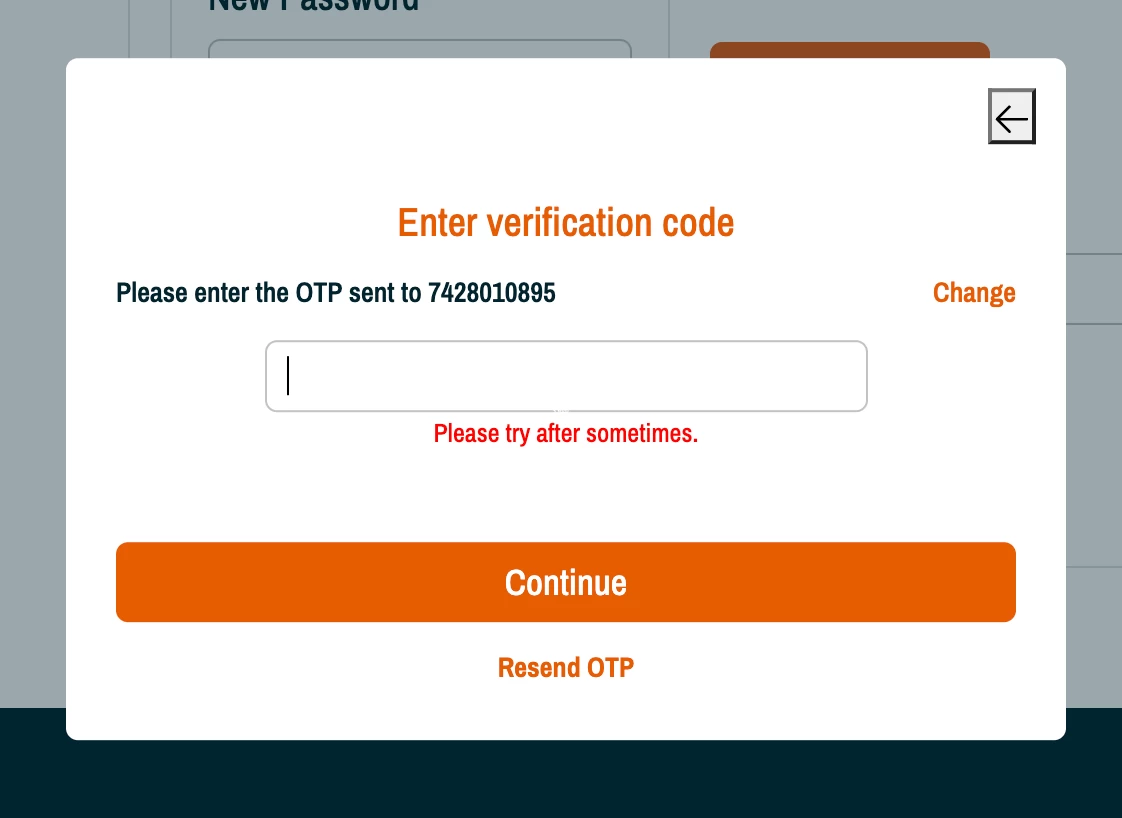 New Password
Enter verification code
Please enter the OTP sent to 7428010895
Change
Please try after sometimes.
Continue
Resend OTP